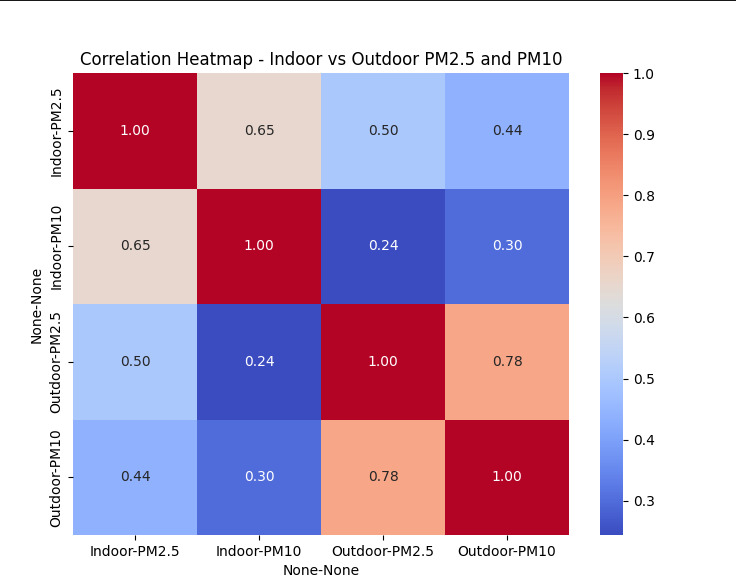 Correlation Heatmap - Indoor vs Outdoor PM2.5 and PM10
None-None
Indoor-PM2.5
1.00 0.65 0.50 0.44
Indoor-PM10
0.65 1.00 0.24 0.30
Outdoor-PM2.5
0.50 0.24 1.00 0.78
Outdoor-PM10
0.44 0.30 0.78 1.00
Indoor-PM2.5 Indoor-PM10 Outdoor-PM2.5 Outdoor-PM10
None-None
1.0
0.9
0.8
0.7
0.6
0.5
0.4
0.3